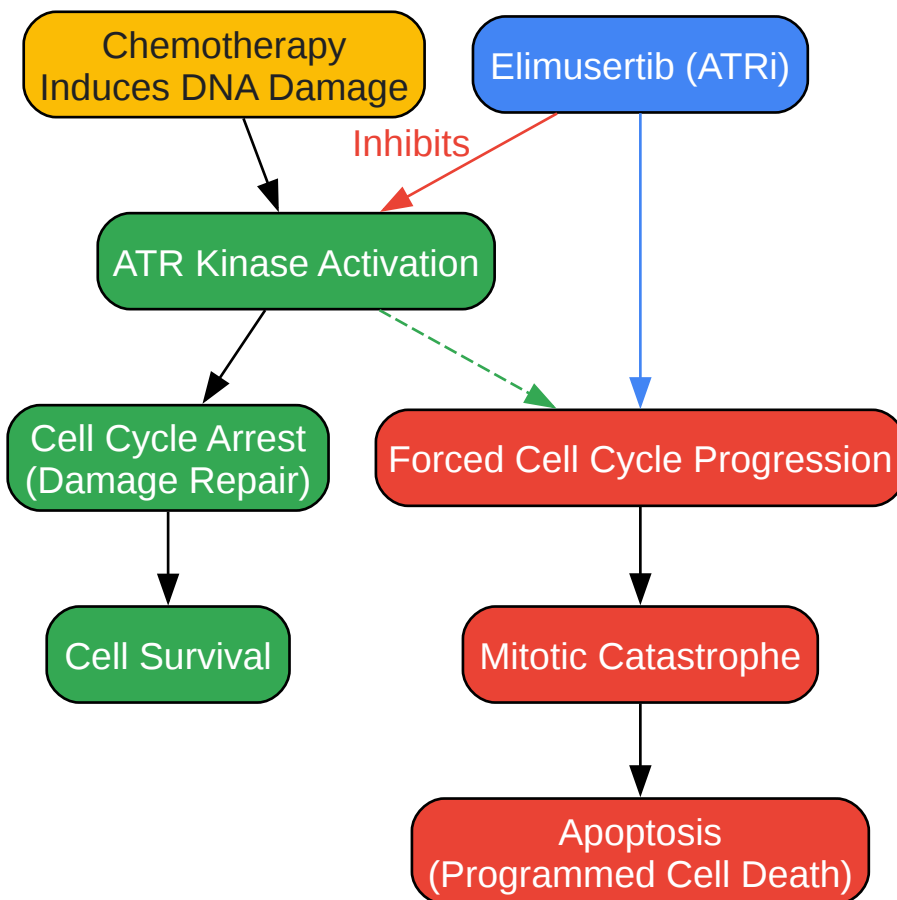 Chemotherapy
Induces DNA Damage
Elimusertib (ATRi)
Inhibits
ATR Kinase Activation
Cell Cycle Arrest
(Damage Repair)
Forced Cell Cycle Progression
Cell Survival
Mitotic Catastrophe
Apoptosis
(Programmed Cell Death)